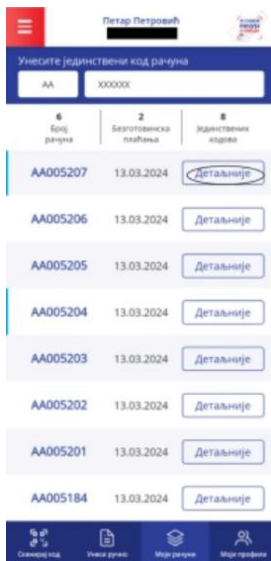 Петар Петровић
Унесите јединствени код рачуна
АА XXXXXX
6 2 8
Број Безготовинска Јединствених
рачуна плаћања кодова
АА005207 13.03.2024 Детаљније
АА005206 13.03.2024 Детаљније
АА005205 13.03.2024 Детаљније
АА005204 13.03.2024 Детаљније
АА005203 13.03.2024 Детаљније
АА005202 13.03.2024 Детаљније
АА005201 13.03.2024 Детаљније
АА005184 13.03.2024 Детаљније
Скенирај код Унеси ручно Моји рачуни Моји профили